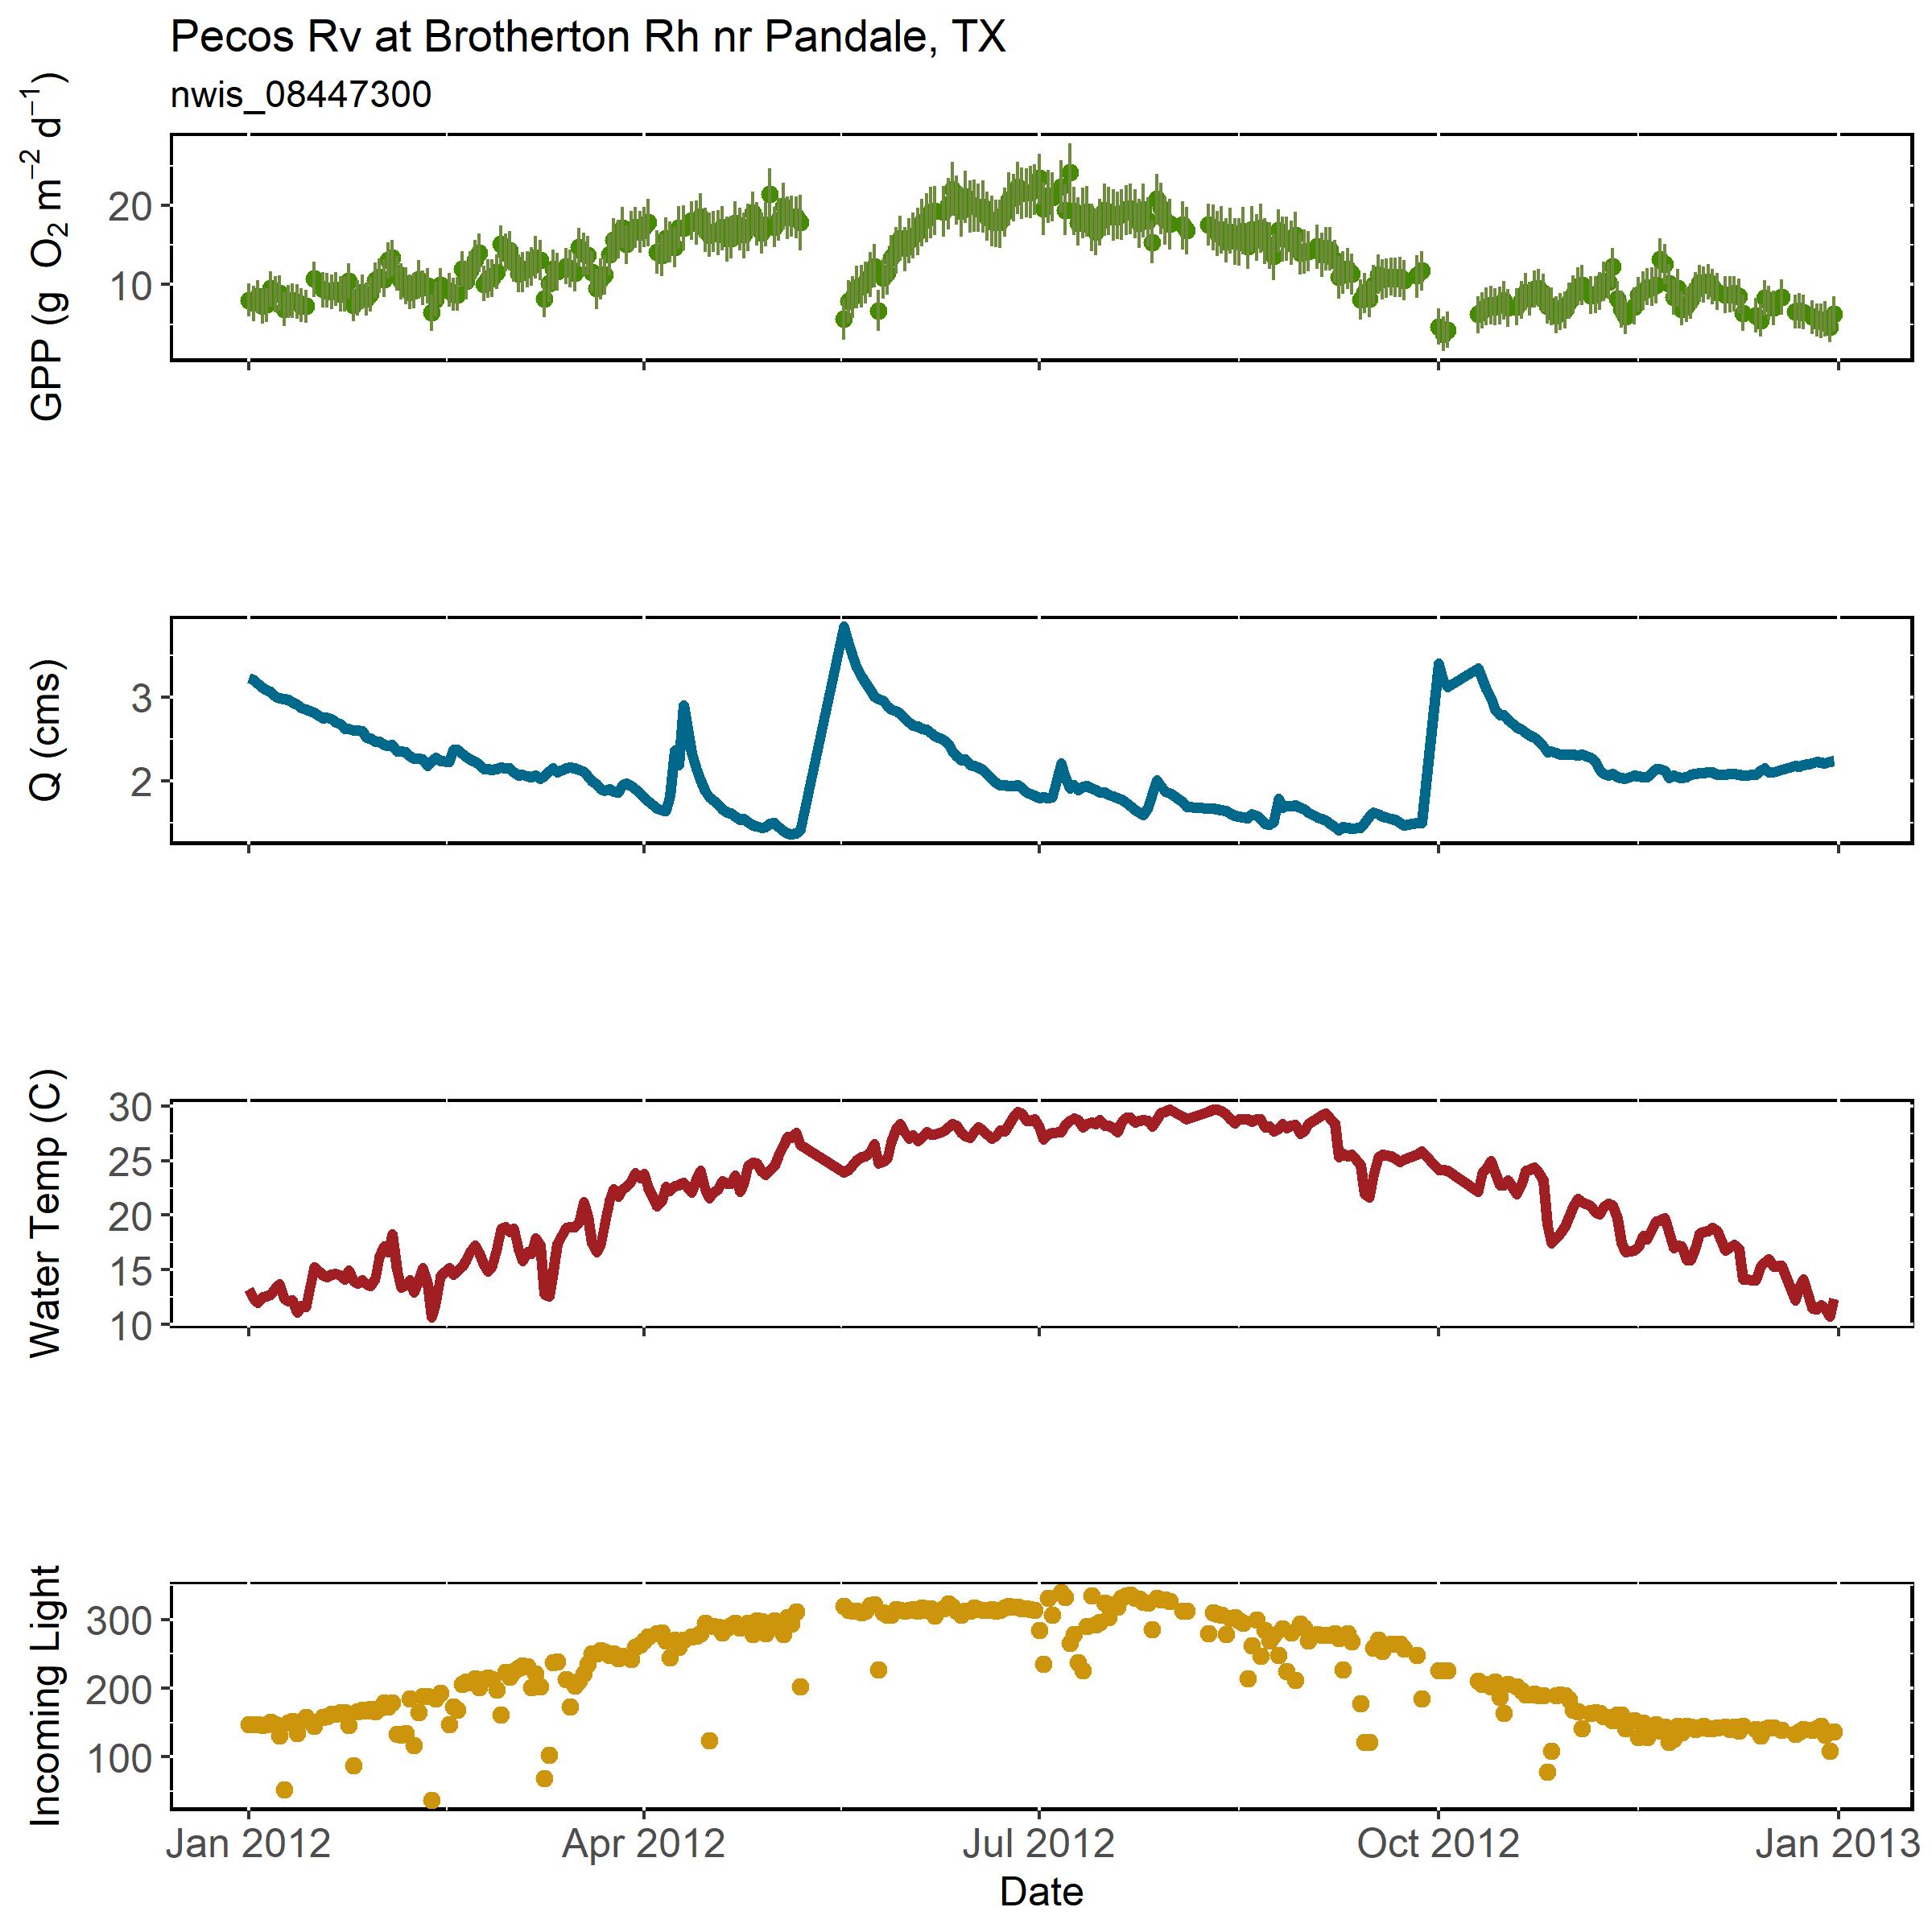 Pecos Rv at Brotherton Rh nr Pandale, TX
nwis_08447300
GPP (g O₂ m⁻² d⁻¹)
20
10
Q (cms)
3
2
Water Temp (C)
30
25
20
15
10
Incoming Light
300
200
100
Jan 2012 Apr 2012 Jul 2012 Oct 2012 Jan 2013
Date